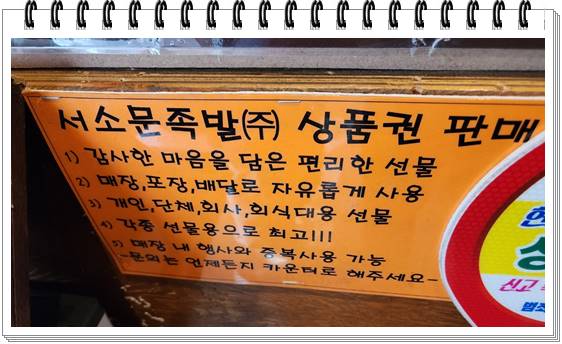 서소문족발㈜ 상품권 판매
1) 감사한 마음을 담은 편리한 선물
2) 매장,포장,배달로 자유롭게 사용
3) 개인,단체,회사,회식대용 선물
4) 각종 선물용으로 최고!!!
5) 매장 내 행사와 중복사용 가능
-문의는 언제든지 카운터로 해주세요-
신고